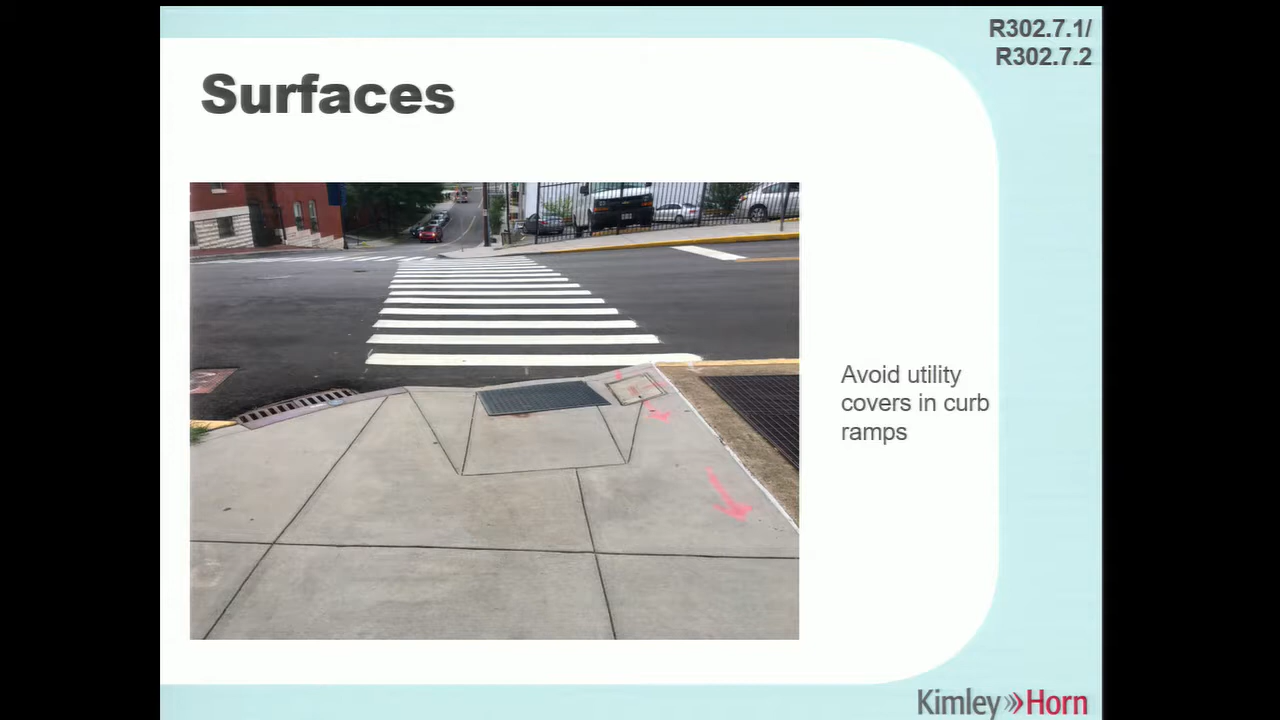 R302.7.1/
R302.7.2
Surfaces
Avoid utility
covers in curb
ramps
Kimley Horn